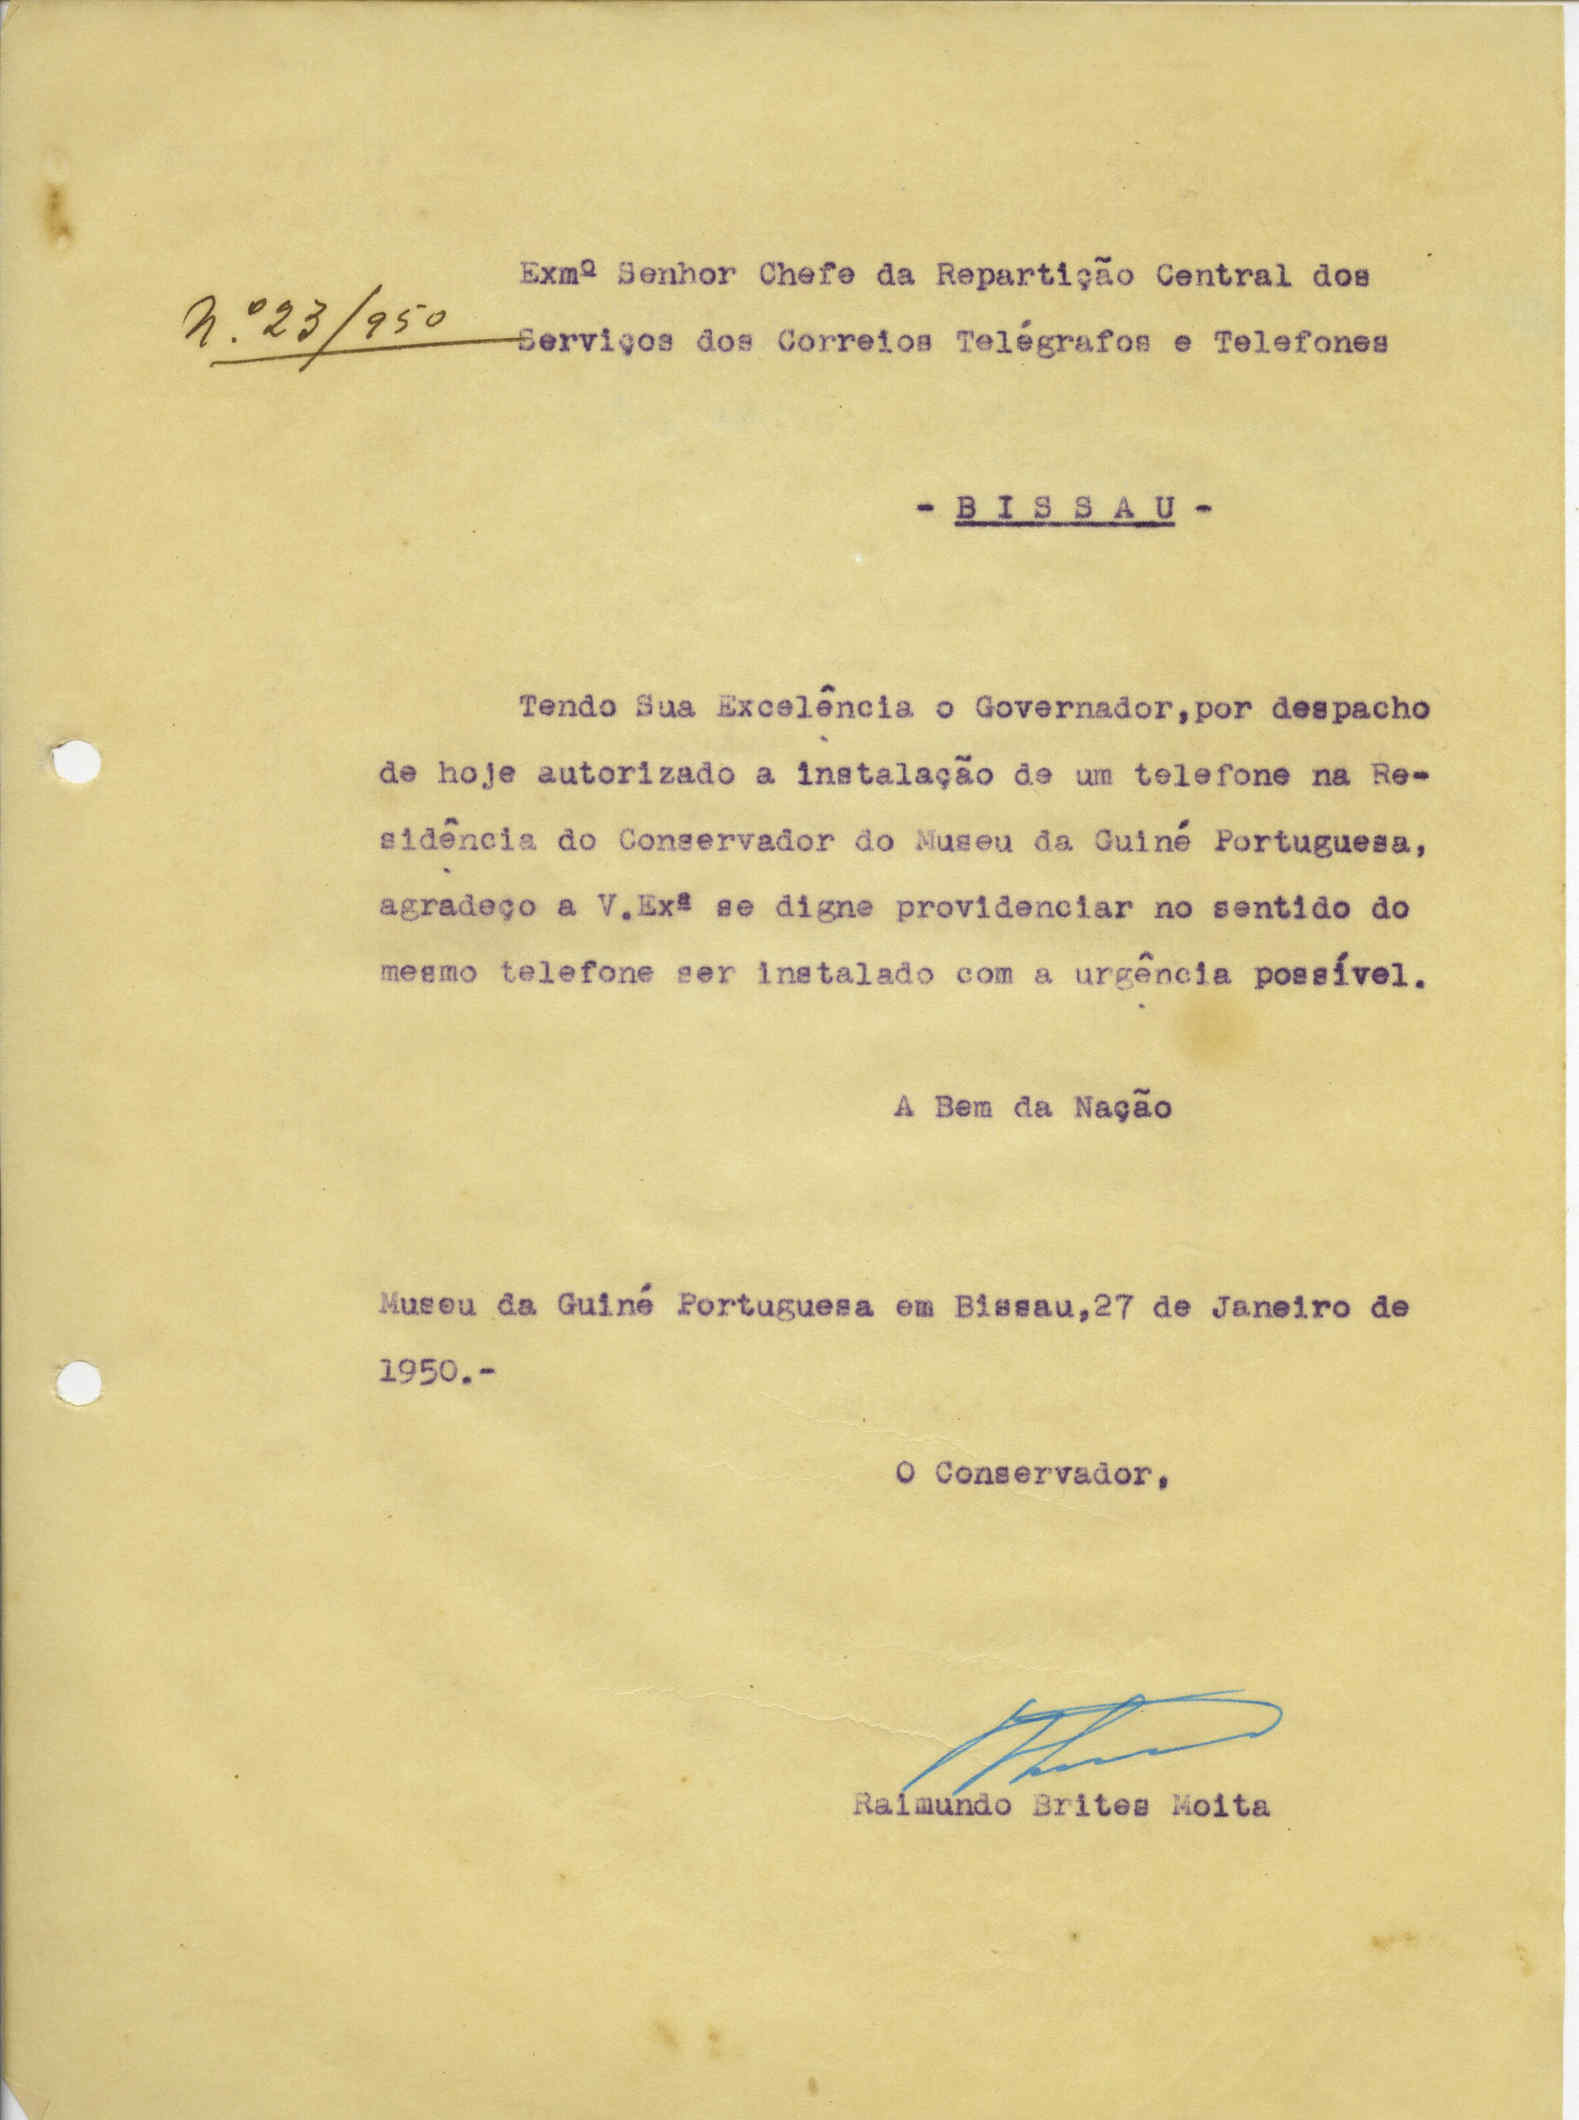 Exmº Senhor Chefe da Repartição Central dos
N.º 23/950
Serviços dos Correios Telégrafos e Telefones
- B I S S A U -
Tendo Sua Excelência o Governador,por despacho
de hoje autorizado a instalação de um telefone na Re-
sidência do Conservador do Museu da Guiné Portuguesa,
agradeço a V.Exª se digne providenciar no sentido do
mesmo telefone ser instalado com a urgência possível.
A Bem da Nação
Museu da Guiné Portuguesa em Bissau,27 de Janeiro de
1950.-
O Conservador,
Raimundo Brites Moita